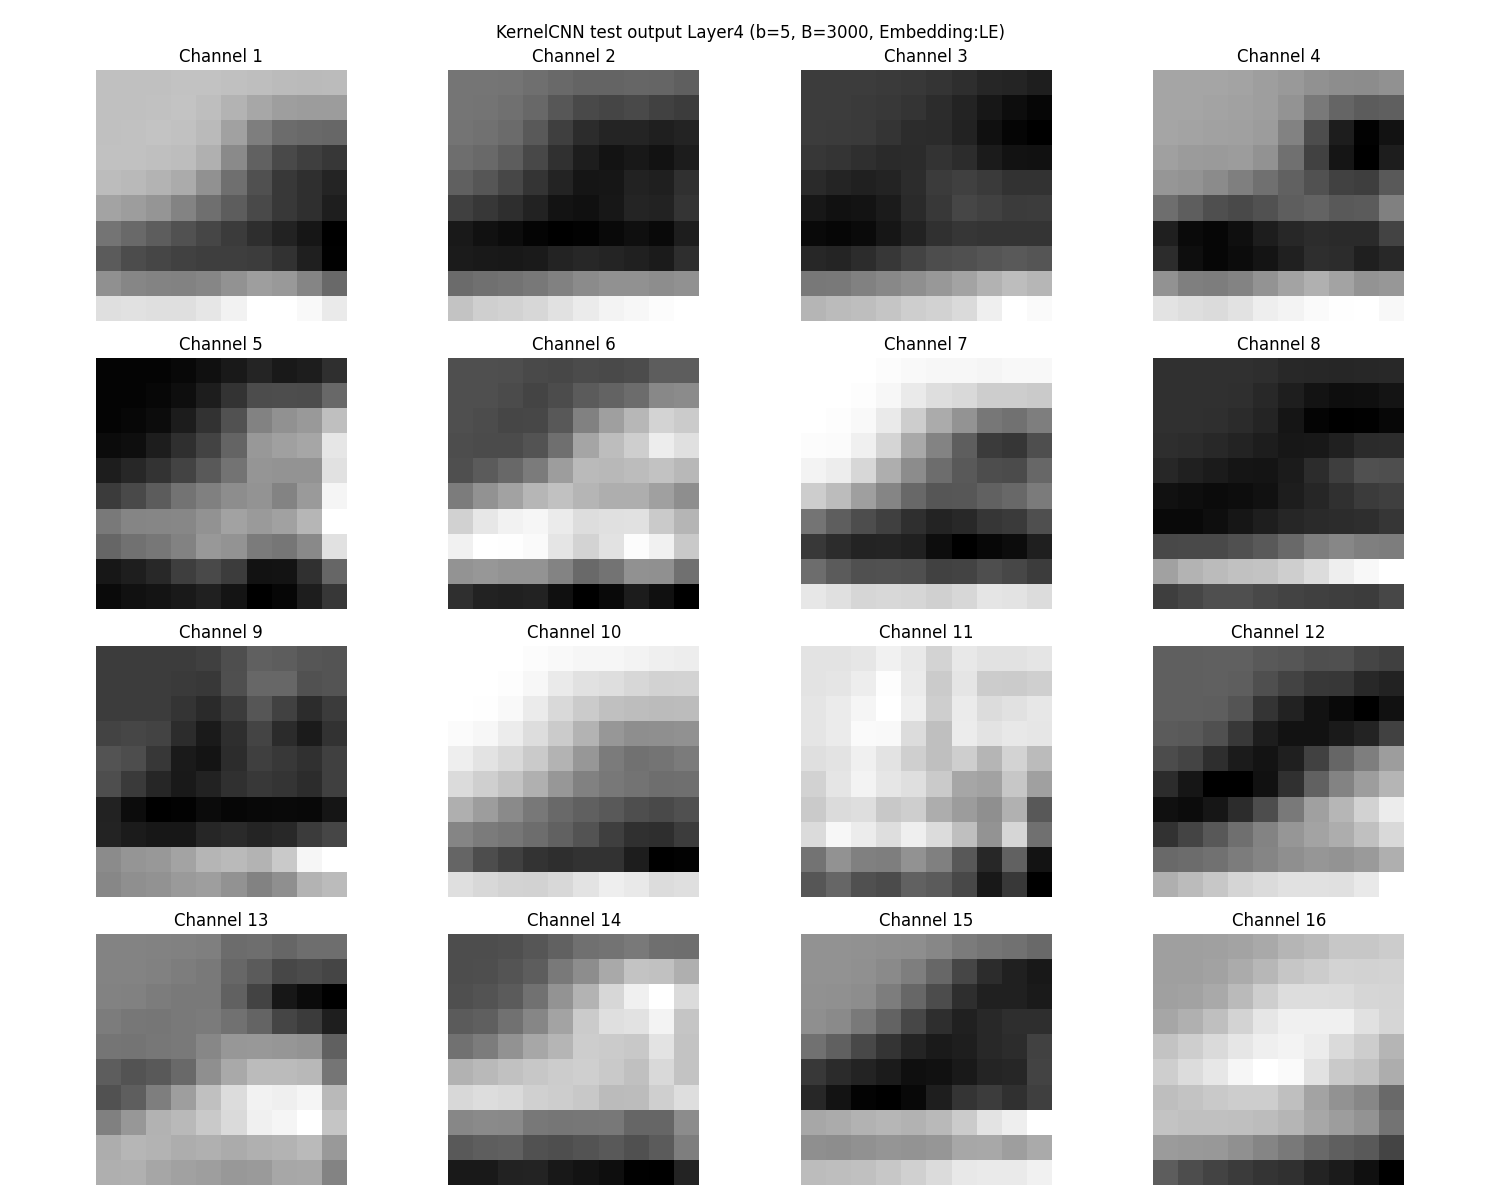 KernelCNN test output Layer4 (b=5, B=3000, Embedding:LE)
Channel 1
Channel 2
Channel 3
Channel 4
Channel 5
Channel 6
Channel 7
Channel 8
Channel 9
Channel 10
Channel 11
Channel 12
Channel 13
Channel 14
Channel 15
Channel 16